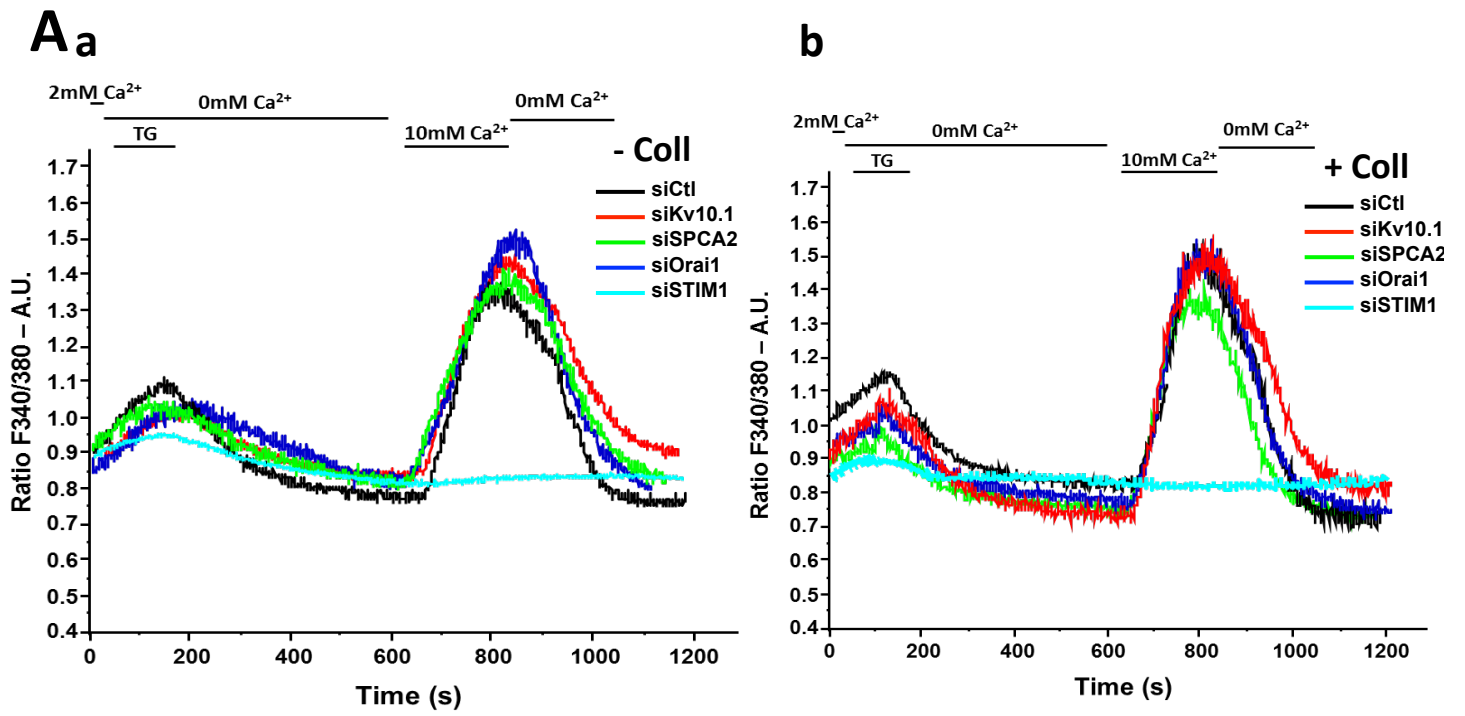 A a
2mM Ca²⁺
0mM Ca²⁺
0mM Ca²⁺
TG
10mM Ca²⁺
- Coll
1.7
1.6
1.5
1.4
1.3
1.2
1.1
1.0
0.9
0.8
0.7
0.6
0.5
0.4
Ratio F340/380 – A.U.
siCtl
siKv10.1
siSPCA2
siOrai1
siSTIM1
0
200
400
600
800
1000
1200
Time (s)
b
2mM Ca²⁺
0mM Ca²⁺
0mM Ca²⁺
TG
10mM Ca²⁺
+ Coll
1.7
1.6
1.5
1.4
1.3
1.2
1.1
1.0
0.9
0.8
0.7
0.6
0.5
0.4
Ratio F340/380 – A.U.
siCtl
siKv10.1
siSPCA2
siOrai1
siSTIM1
0
200
400
600
800
1000
1200
Time (s)